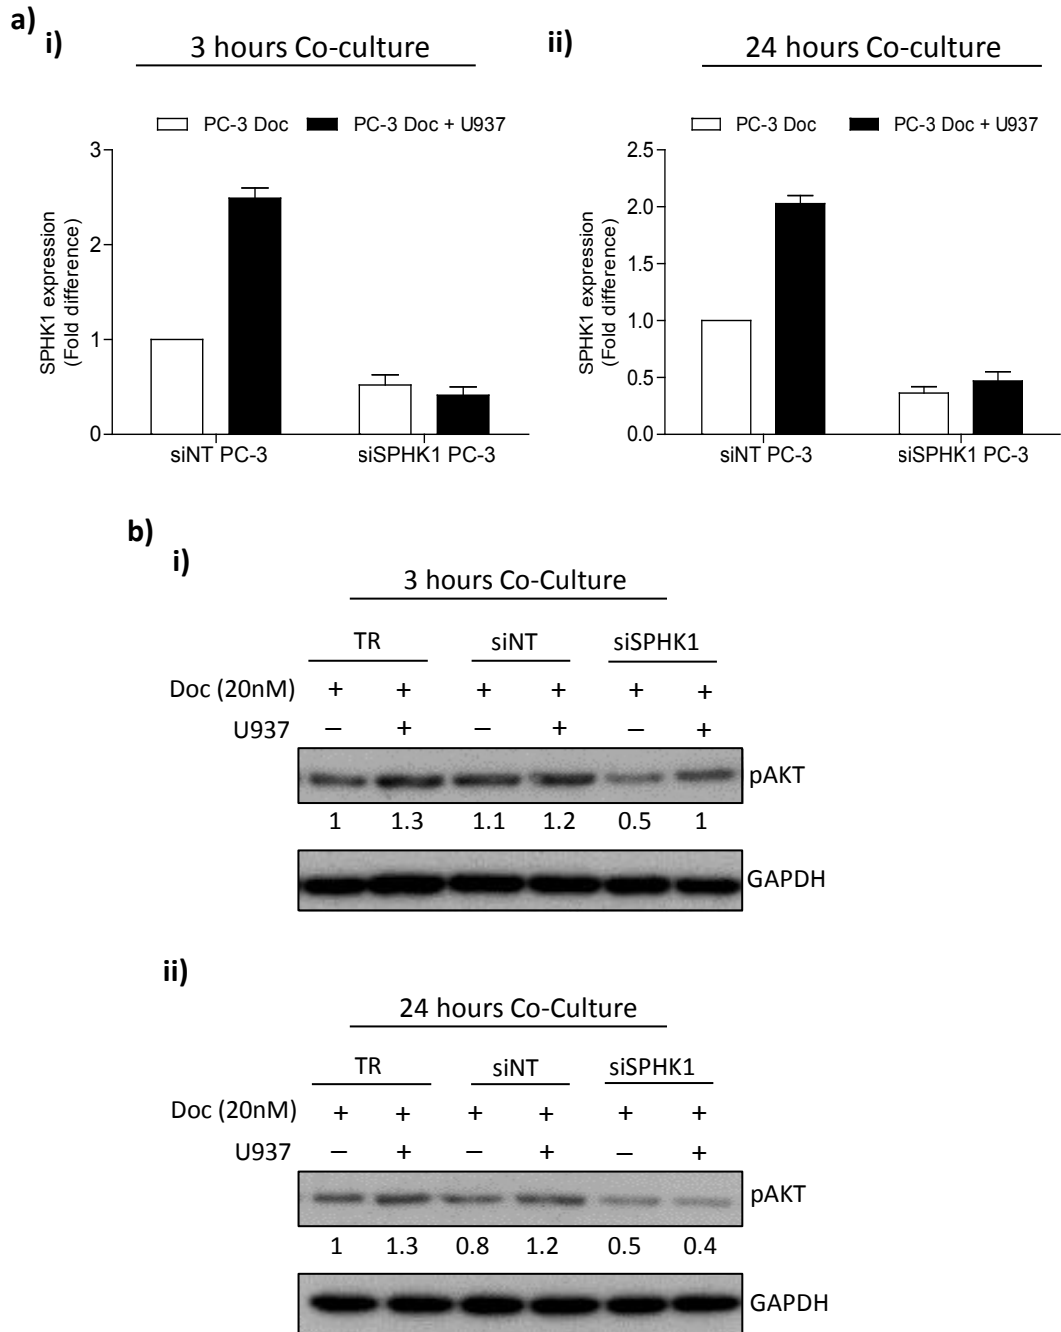 a)
i) 3 hours Co-culture
PC-3 Doc PC-3 Doc + U937
SPHK1 expression
(Fold difference)
3
2
1
0
siNT PC-3 siSPHK1 PC-3
ii) 24 hours Co-culture
PC-3 Doc PC-3 Doc + U937
SPHK1 expression
(Fold difference)
2.5
2.0
1.5
1.0
0.5
0.0
siNT PC-3 siSPHK1 PC-3
b)
i)
3 hours Co-Culture
TR siNT siSPHK1
Doc (20nM) + + + + + +
U937 – + – + – +
pAKT
1 1.3 1.1 1.2 0.5 1
GAPDH
ii)
24 hours Co-Culture
TR siNT siSPHK1
Doc (20nM) + + + + + +
U937 – + – + – +
pAKT
1 1.3 0.8 1.2 0.5 0.4
GAPDH